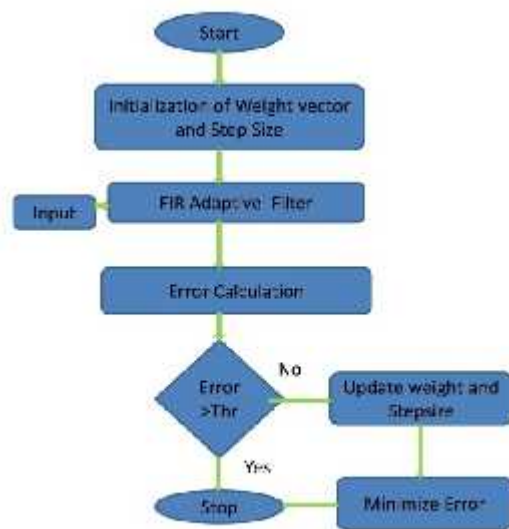 Start
Initialization of Weight vector
and Step Size
FIR Adaptive Filter
Input
Error Calculation
Error
>Thr
No
Update weight and
Stepsize
Yes
Stop
Minimize Error